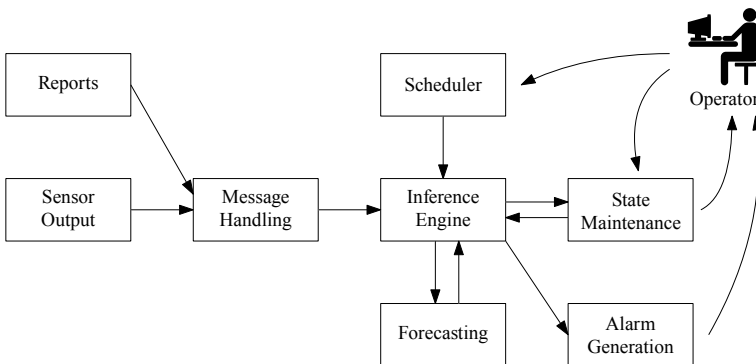 Reports
Scheduler
Operator
Sensor
Output
Message
Handling
Inference
Engine
State
Maintenance
Forecasting
Alarm
Generation